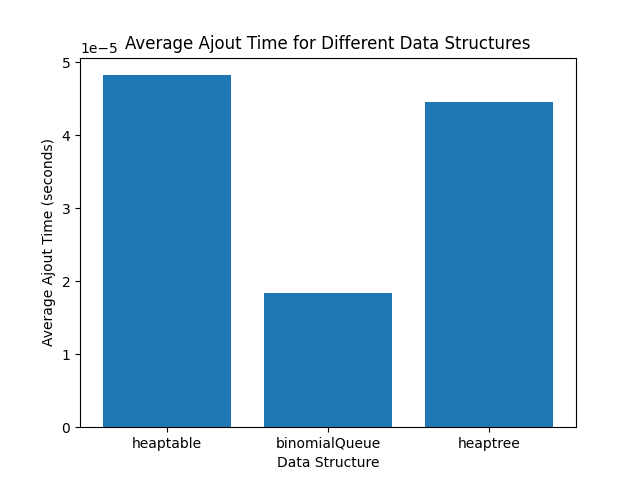 Average Ajout Time for Different Data Structures
1e−5
5
4
3
2
1
0
Average Ajout Time (seconds)
heaptable binomialQueue heaptree
Data Structure